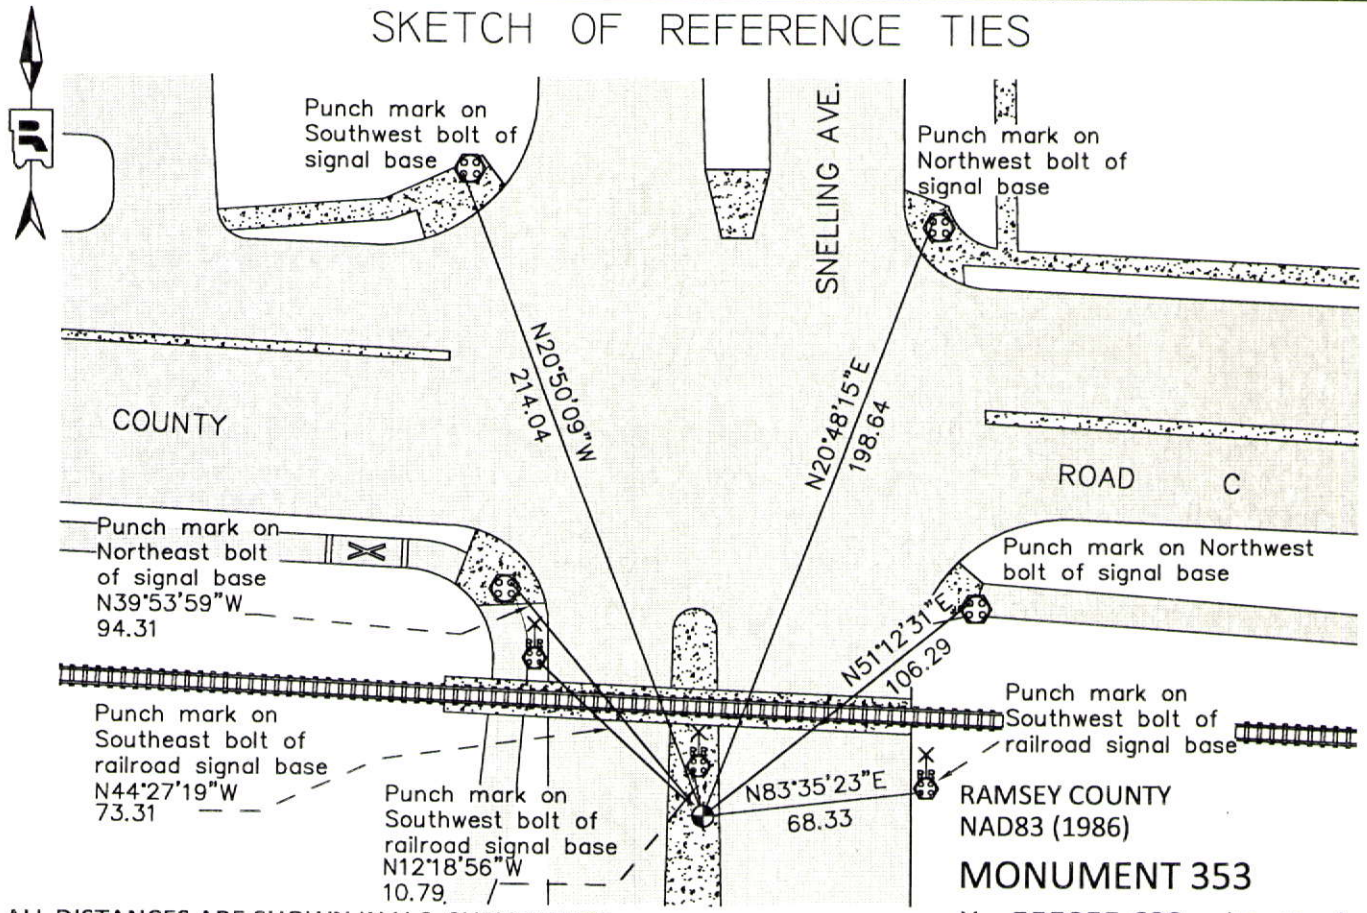 SKETCH OF REFERENCE TIES
Punch mark on
Southwest bolt of
signal base
SNELLING AVE.
Punch mark on
Northwest bolt of
signal base
N20°50'09"W
214.04
N20°48'15"E
198.64
COUNTY
ROAD C
Punch mark on
Northeast bolt
of signal base
N39°53'59"W
94.31
Punch mark on Northwest
bolt of signal base
N51°12'31"E
106.29
Punch mark on
Southeast bolt of
railroad signal base
N44°27'19"W
73.31
Punch mark on
Southwest bolt of
railroad signal base
N12°18'56"W
10.79
Punch mark on
Southwest bolt of
railroad signal base
N83°35'23"E
68.33
RAMSEY COUNTY
NAD83 (1986)
MONUMENT 353